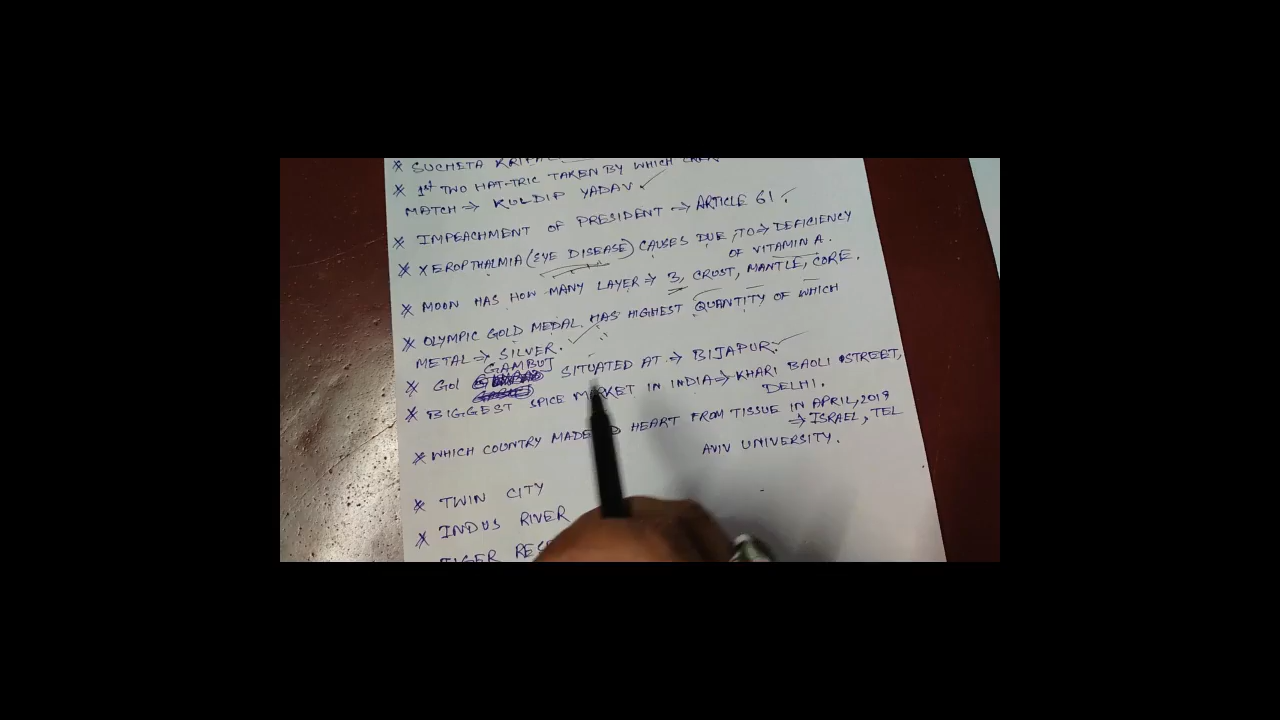 * SUCHETA
* 1st TWO HAT-TRIC TAKEN BY WHICH
MATCH → KULDIP YADAV
* IMPEACHMENT OF PRESIDENT → ARTICLE 61.
* XEROPTHALMIA (EYE DISEASE) CAUSES DUE TO → DEFICIENCY
OF VITAMIN A.
* MOON HAS HOW MANY LAYER → 3, CRUST, MANTLE, CORE.
* OLYMPIC GOLD MEDAL HAS HIGHEST QUANTITY OF WHICH
METAL → SILVER.
* GOl GAMBUJ SITUATED AT → BIJAPUR.
* BIGGEST SPICE MARKET IN INDIA → KHARI BAOLI STREET,
DELHI.
* WHICH COUNTRY MADE HEART FROM TISSUE IN APRIL, 2019
→ ISRAEL, TEL
AVIV UNIVERSITY.
* TWIN CITY
* INDUS RIVER
TIGER